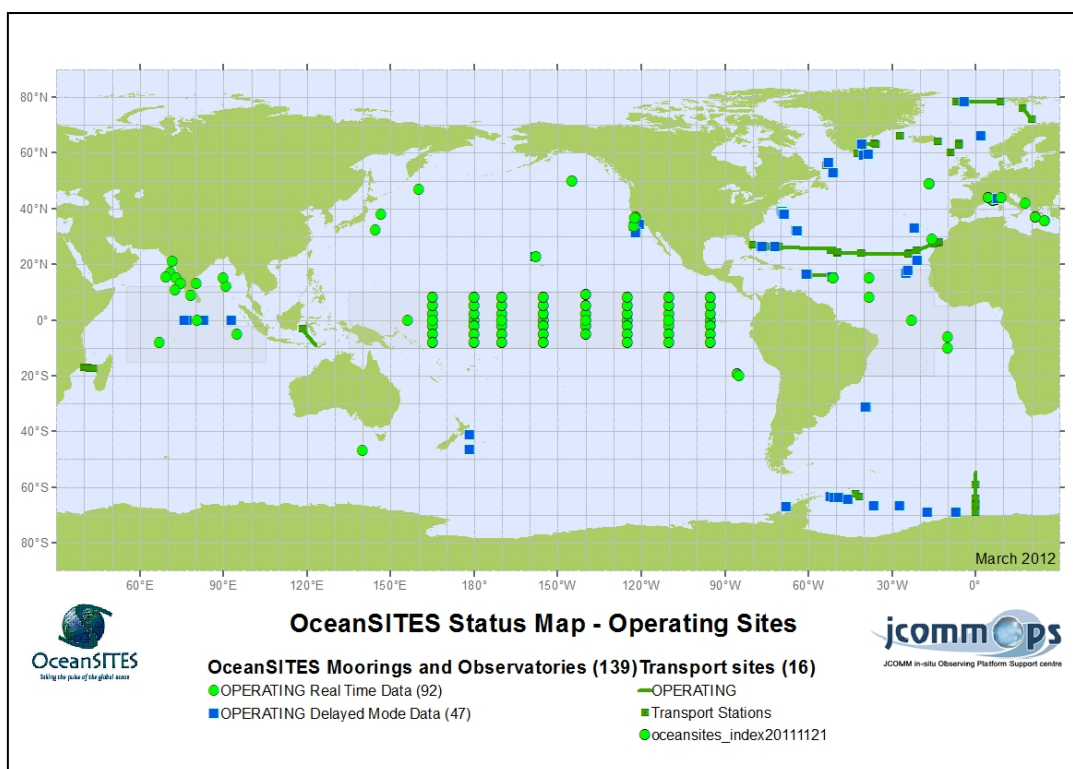 80°N
60°N
40°N
20°N
0°
20°S
40°S
60°S
80°S
March 2012
60°E 90°E 120°E 150°E 180° 150°W 120°W 90°W 60°W 30°W 0°
OceanSITES Status Map - Operating Sites
OceanSITES
Taking the pulse of the global ocean
jcommops
JCOMM in-situ Observing Platform Support centre
OceanSITES Moorings and Observatories (139) Transport sites (16)
OPERATING Real Time Data (92)
OPERATING Delayed Mode Data (47)
OPERATING
Transport Stations
oceansites_index20111121